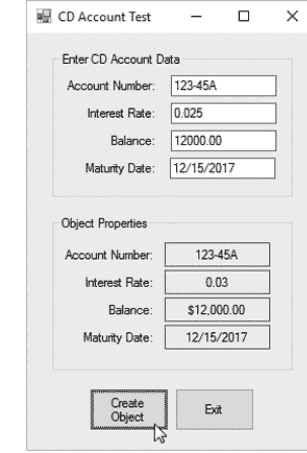 CD Account Test
Enter CD Account Data
Account Number: 123-45A
Interest Rate: 0.025
Balance: 12000.00
Maturity Date: 12/15/2017
Object Properties
Account Number: 123-45A
Interest Rate: 0.03
Balance: $12,000.00
Maturity Date: 12/15/2017
Create
Object
Exit